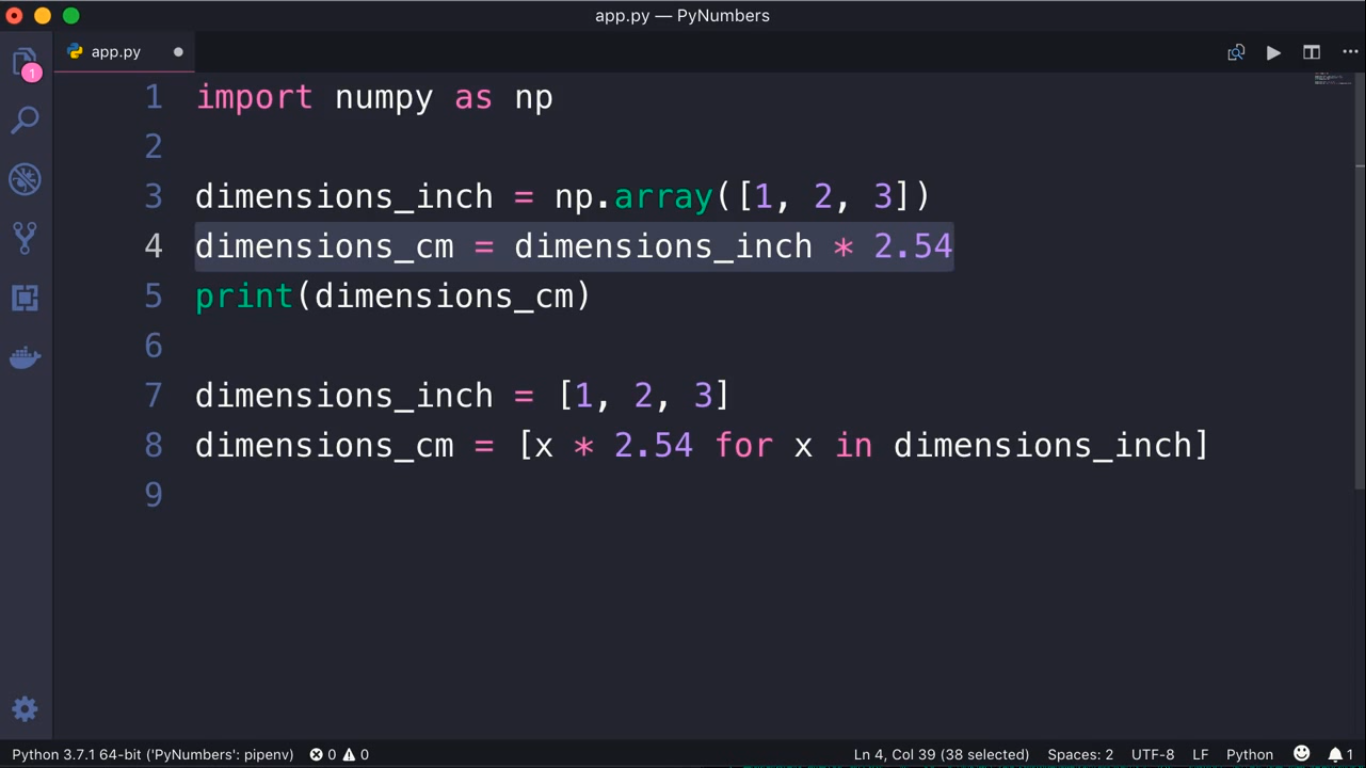 app.py — PyNumbers
app.py
1
1 import numpy as np
2
3 dimensions_inch = np.array([1, 2, 3])
4 dimensions_cm = dimensions_inch * 2.54
5 print(dimensions_cm)
6
7 dimensions_inch = [1, 2, 3]
8 dimensions_cm = [x * 2.54 for x in dimensions_inch]
9
Python 3.7.1 64-bit ('PyNumbers': pipenv) 0 0 Ln 4, Col 39 (38 selected) Spaces: 2 UTF-8 LF Python 1